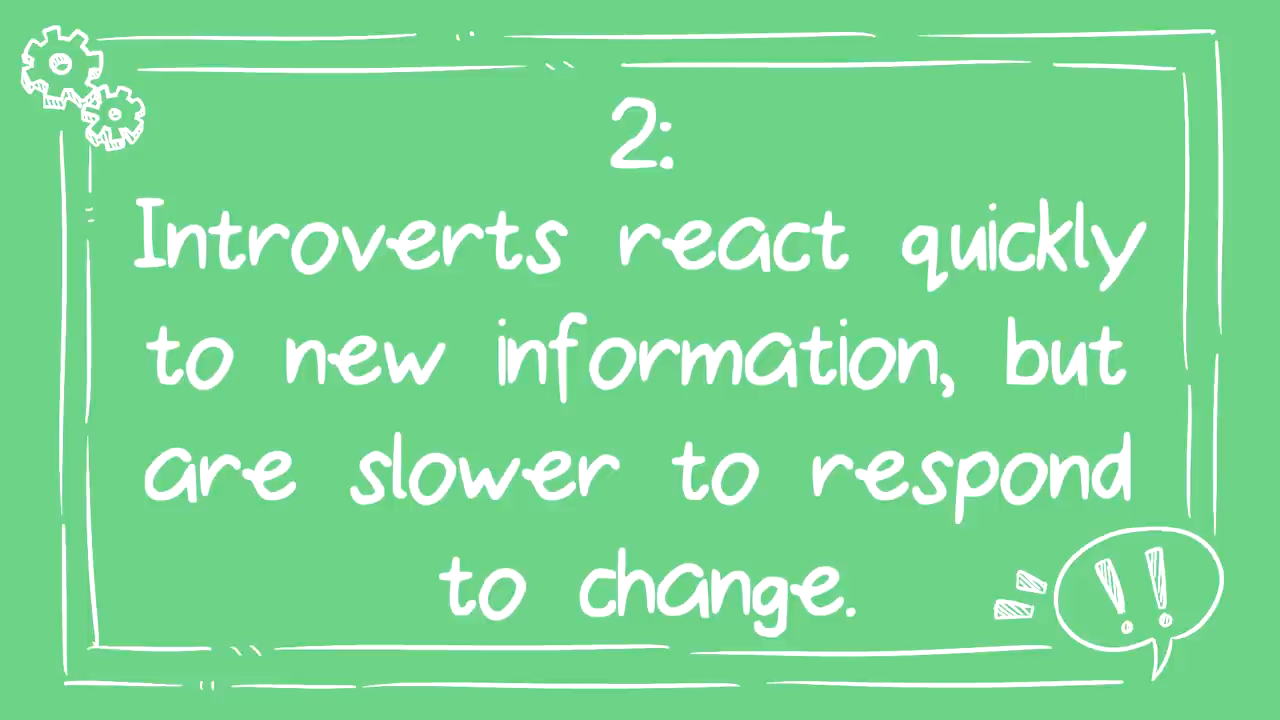 2:
Introverts react quickly
to new information, but
are slower to respond
to change.
!!